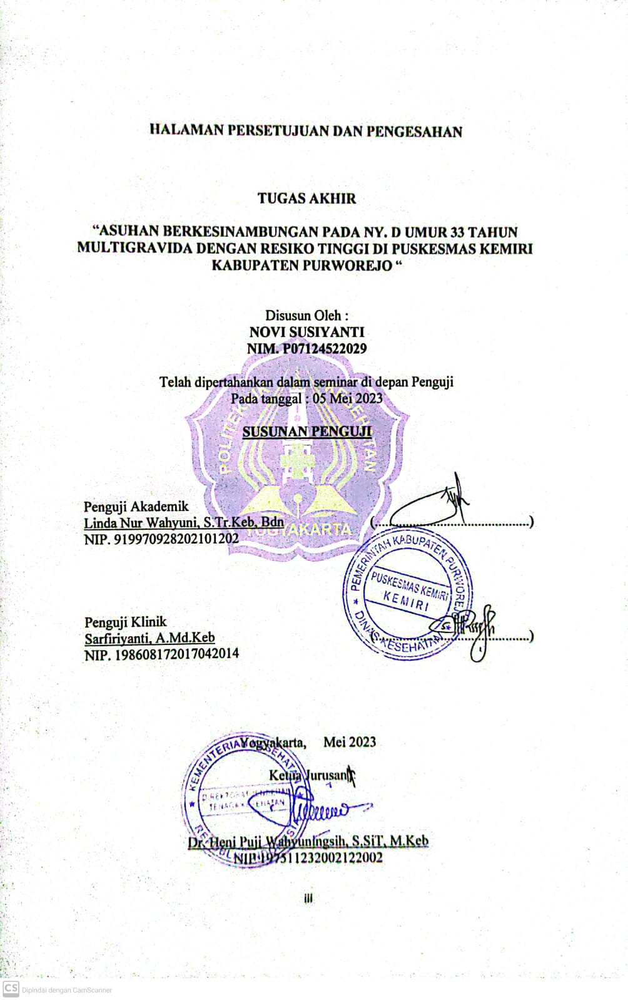 HALAMAN PERSETUJUAN DAN PENGESAHAN
TUGAS AKHIR
“ASUHAN BERKESINAMBUNGAN PADA NY. D UMUR 33 TAHUN
MULTIGRAVIDA DENGAN RESIKO TINGGI DI PUSKESMAS KEMIRI
KABUPATEN PURWOREJO “
Disusun Oleh :
NOVI SUSIYANTI
NIM. P07124522029
Telah dipertahankan dalam seminar di depan Penguji
Pada tanggal : 05 Mei 2023
SUSUNAN PENGUJI
POLITEKNIK KESEHATAN
YOGYAKARTA
Penguji Akademik
Linda Nur Wahyuni, S.Tr.Keb, Bdn
NIP. 919970928202101202
(..........................................)
PEMERINTAH KABUPATEN PURWOREJO
PUSKESMAS KEMIRI
KEMIRI
DINAS KESEHATAN
Penguji Klinik
Sarfiriyanti, A.Md.Keb
NIP. 198608172017042014
(..........................................)
Yogyakarta, Mei 2023
Ketua Jurusan
KEMENTERIAN KESEHATAN
DIREKTORAT JENDERAL
TENAGA KESEHATAN
Dr. Heni Puji Wahyuningsih, S.SiT, M.Keb
NIP 197511232002122002
iii
CS Dipindai dengan CamScanner